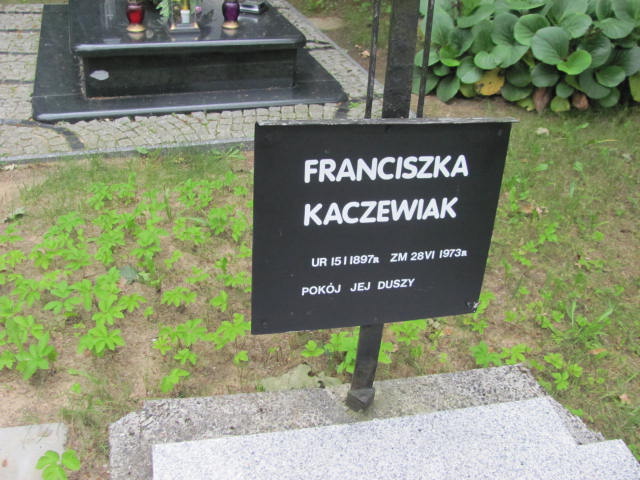 FRANCISZKA
KACZEWIAK
UR 15 I 1897R. ZM 28 VI 1973R.
POKÓJ JEJ DUSZY